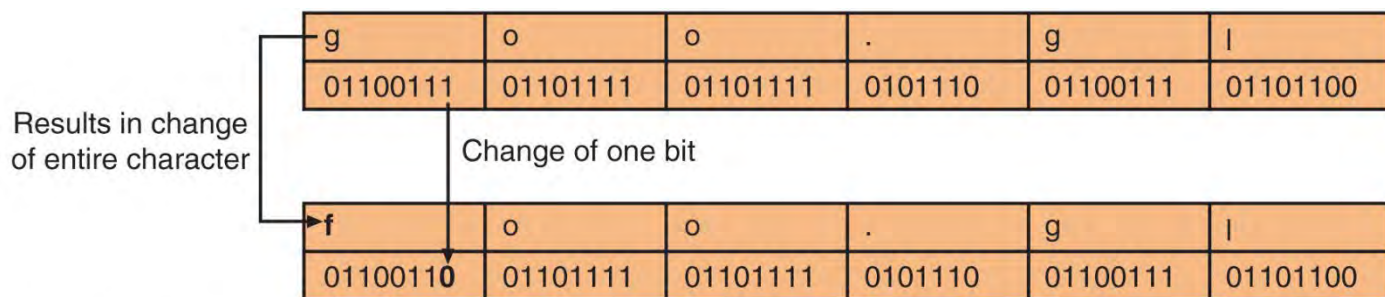 g o o . g l
01100111 01101111 01101111 0101110 01100111 01101100
Results in change
of entire character
Change of one bit
f o o . g l
01100110 01101111 01101111 0101110 01100111 01101100